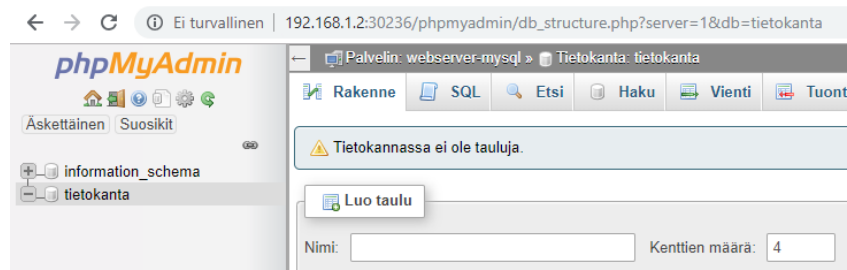 Ei turvallinen | 192.168.1.2:30236/phpmyadmin/db_structure.php?server=1&db=tietokanta
phpMyAdmin
Äskettäinen Suosikit
information_schema
tietokanta
Palvelin: webserver-mysql » Tietokanta: tietokanta
Rakenne SQL Etsi Haku Vienti Tuont
Tietokannassa ei ole tauluja.
Luo taulu
Nimi: Kenttien määrä: 4